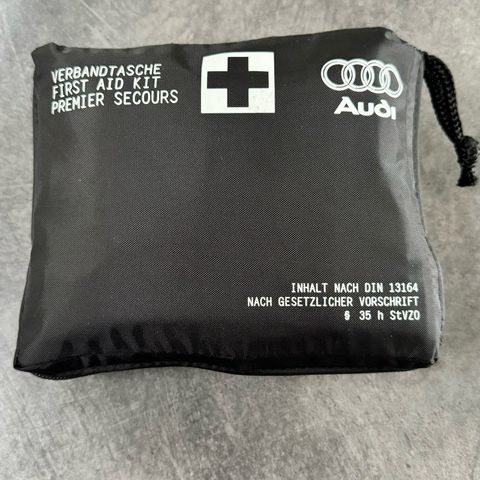 VERBANDTASCHE
FIRST AID KIT
PREMIER SECOURS
Audi
INHALT NACH DIN 13164
NACH GESETZLICHER VORSCHRIFT
§ 35 h StVZO